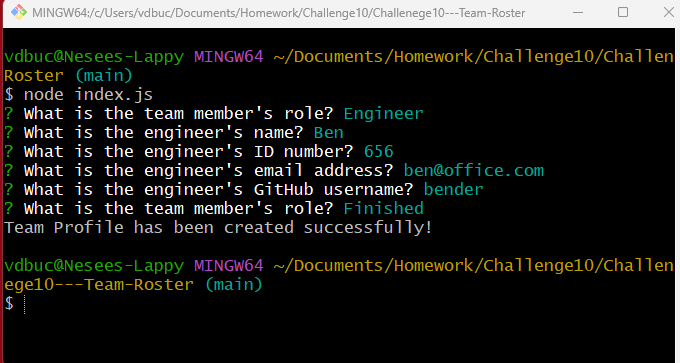 MINGW64:/c/Users/vdbuc/Documents/Homework/Challenge10/Challenege10---Team-Roster
vdbuc@Nesees-Lappy MINGW64 ~/Documents/Homework/Challenge10/Challen
Roster (main)
$ node index.js
? What is the team member's role? Engineer
? What is the engineer's name? Ben
? What is the engineer's ID number? 656
? What is the engineer's email address? ben@office.com
? What is the engineer's GitHub username? bender
? What is the team member's role? Finished
Team Profile has been created successfully!
vdbuc@Nesees-Lappy MINGW64 ~/Documents/Homework/Challenge10/Challen
ege10---Team-Roster (main)
$